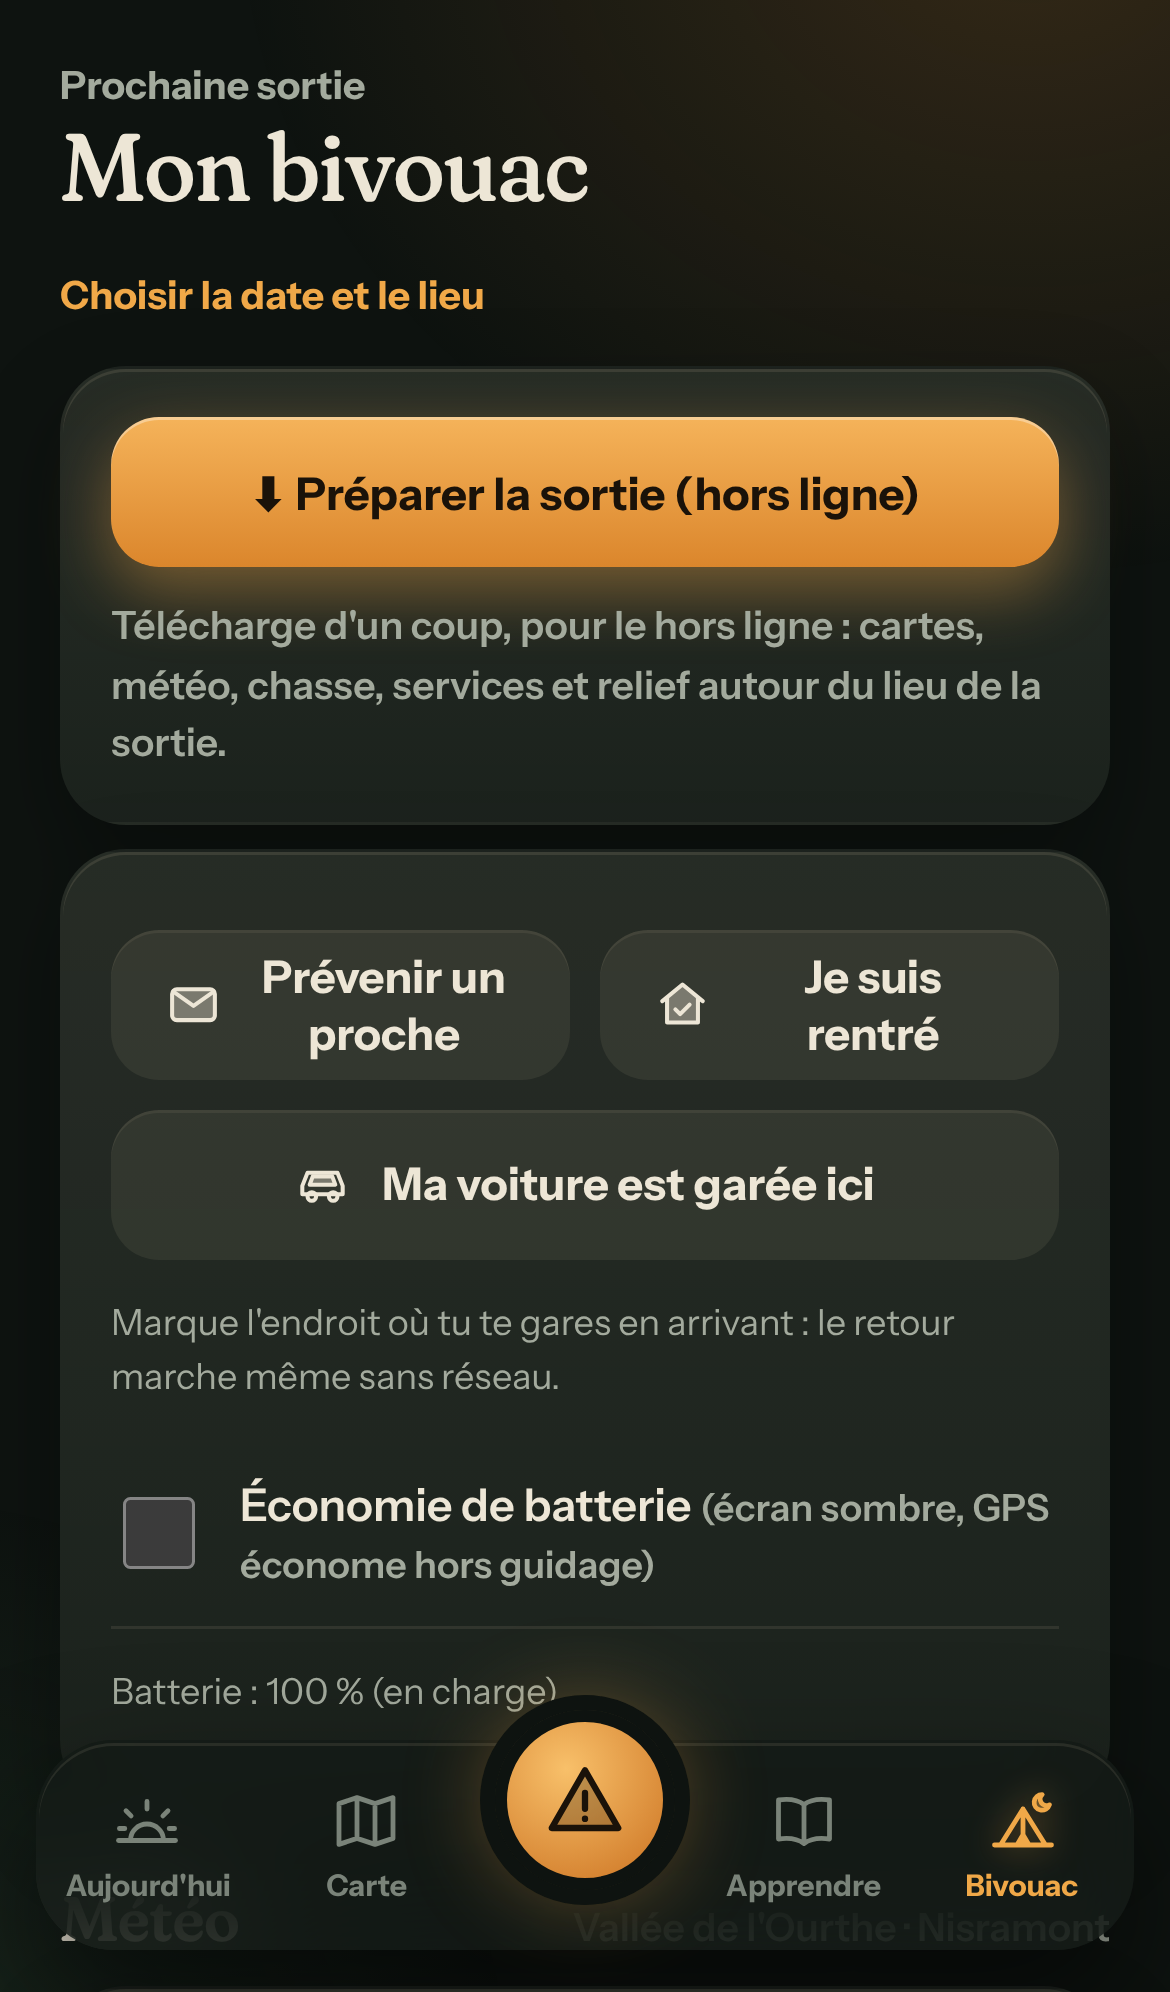 Prochaine sortie
Mon bivouac
Choisir la date et le lieu
⬇ Préparer la sortie (hors ligne)
Télécharge d'un coup, pour le hors ligne : cartes,
météo, chasse, services et relief autour du lieu de la
sortie.
Prévenir un
proche
Je suis
rentré
Ma voiture est garée ici
Marque l'endroit où tu te gares en arrivant : le retour
marche même sans réseau.
Économie de batterie (écran sombre, GPS
économe hors guidage)
Batterie : 100 % (en charge)
Aujourd'hui
Carte
Apprendre
Bivouac
Météo
Vallée de l'Ourthe · Nisramont